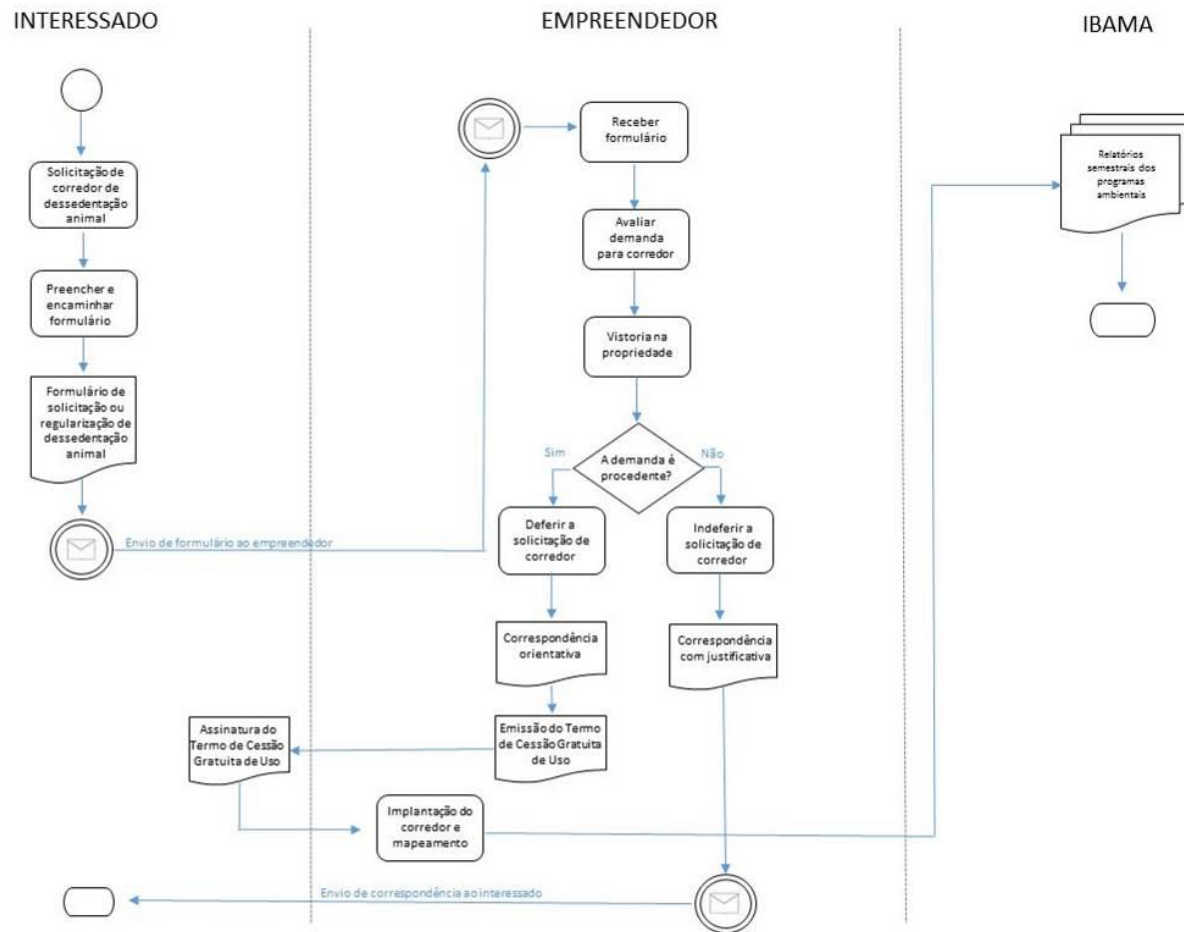 INTERESSADO
EMPREENDEDOR
IBAMA
Solicitação de
corredor de
dessedentação
animal
Preencher e
encaminhar
formulário
Formulário de
solicitação ou
regularização de
dessedentação
animal
Envio de formulário ao empreendedor
Receber
formulário
Avaliar
demanda
para corredor
Vistoria na
propriedade
A demanda é
procedente?
Sim
Não
Deferir a
solicitação de
corredor
Indeferir a
solicitação de
corredor
Correspondência
orientativa
Correspondência
com justificativa
Emissão do Termo
de Cessão Gratuita
de Uso
Assinatura do
Termo de Cessão
Gratuita de Uso
Implantação do
corredor e
mapeamento
Envio de correspondência ao interessado
Relatórios
semestrais dos
programas
ambientais